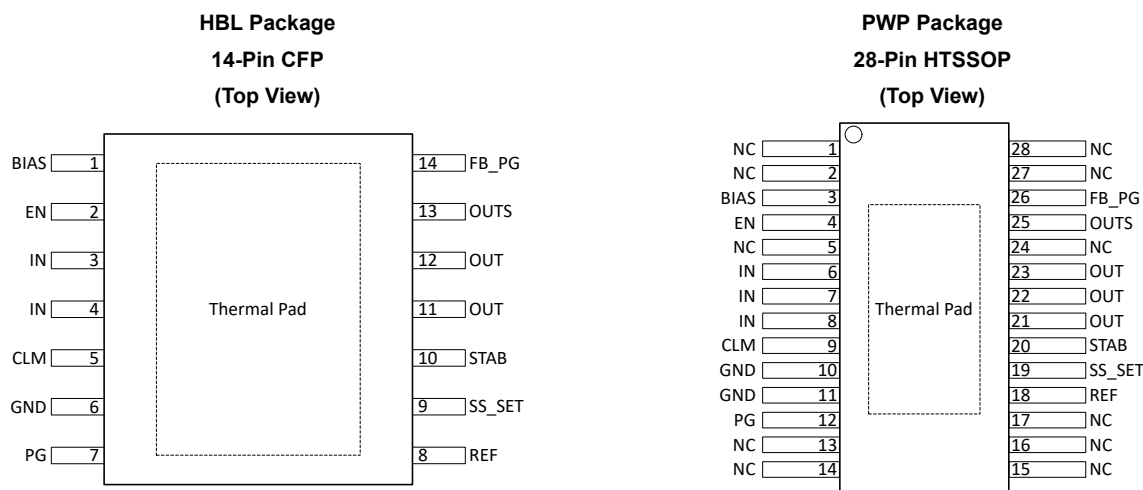 HBL Package
14-Pin CFP
(Top View)
BIAS 1 14 FB_PG
EN 2 13 OUTS
IN 3 12 OUT
IN 4 Thermal Pad 11 OUT
CLM 5 10 STAB
GND 6 9 SS_SET
PG 7 8 REF
PWP Package
28-Pin HTSSOP
(Top View)
NC 1 28 NC
NC 2 27 NC
BIAS 3 26 FB_PG
EN 4 25 OUTS
NC 5 24 NC
IN 6 23 OUT
IN 7 Thermal Pad 22 OUT
IN 8 21 OUT
CLM 9 20 STAB
GND 10 19 SS_SET
GND 11 18 REF
PG 12 17 NC
NC 13 16 NC
NC 14 15 NC